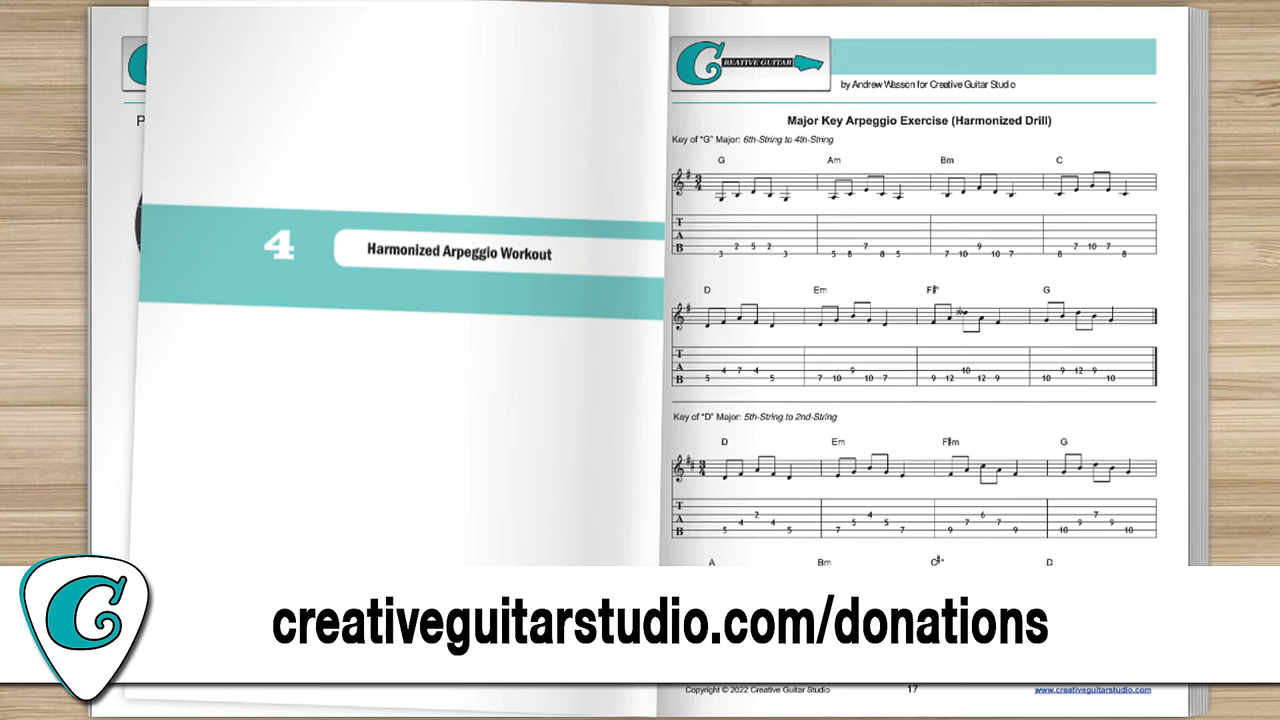 P
4
Harmonized Arpeggio Workout
CREATIVE GUITAR
by Andrew Wasson for Creative Guitar Studio
Major Key Arpeggio Exercise (Harmonized Drill)
Key of "G" Major: 6th-String to 4th-String
G Am Bm C
3 4
T A B
3 2 5 2 3 5 8 7 8 5 7 10 9 10 7 8 7 10 7 8
D Em F#° G
T A B
5 4 7 4 5 7 10 9 10 7 9 12 10 12 9 10 9 12 9 10
Key of "D" Major: 5th-String to 2nd-String
D Em F#m G
3 4
T A B
5 4 2 4 5 7 5 4 5 7 9 7 6 7 9 10 9 7 9 10
A Bm C#° D
C
creativeguitarstudio.com/donations
Copyright © 2022 Creative Guitar Studio 17 www.creativeguitarstudio.com